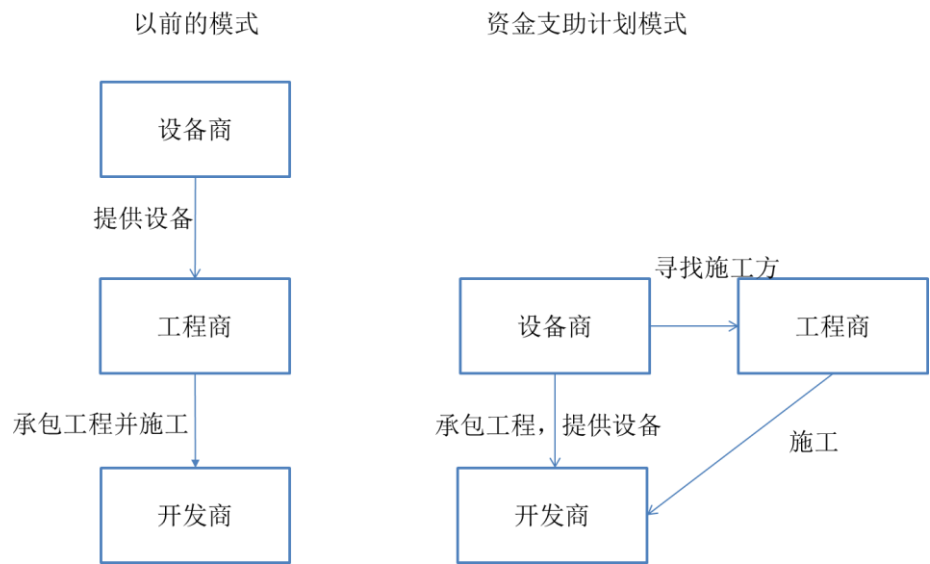 以前的模式
资金支助计划模式
设备商
提供设备
工程商
承包工程并施工
开发商
寻找施工方
设备商
工程商
承包工程，提供设备
施工
开发商